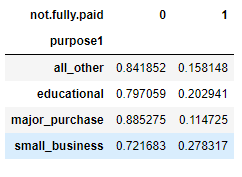 not.fully.paid 0 1
purpose1
all_other 0.841852 0.158148
educational 0.797059 0.202941
major_purchase 0.885275 0.114725
small_business 0.721683 0.278317